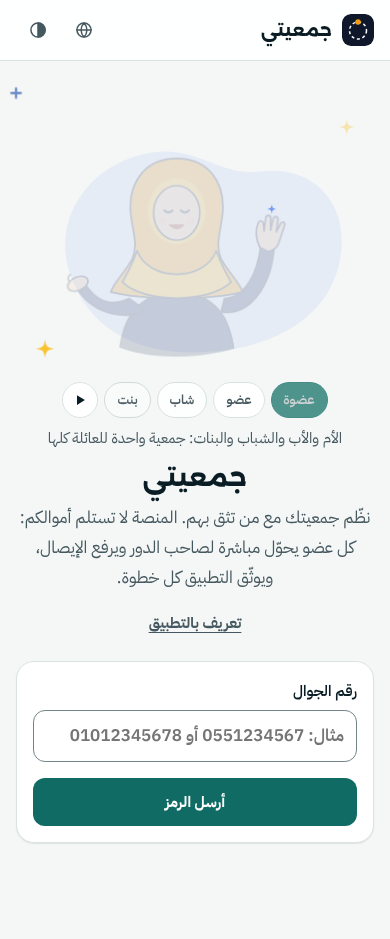 جمعيتي
عضوة
عضو
شاب
بنت
الأم والأب والشباب والبنات: جمعية واحدة للعائلة كلها
جمعيتي
نظّم جمعيتك مع من تثق بهم. المنصة لا تستلم أموالكم:
كل عضو يحوّل مباشرة لصاحب الدور ويرفع الإيصال،
ويوثّق التطبيق كل خطوة.
تعريف بالتطبيق
رقم الجوال
مثال: 0551234567 أو 01012345678
أرسل الرمز